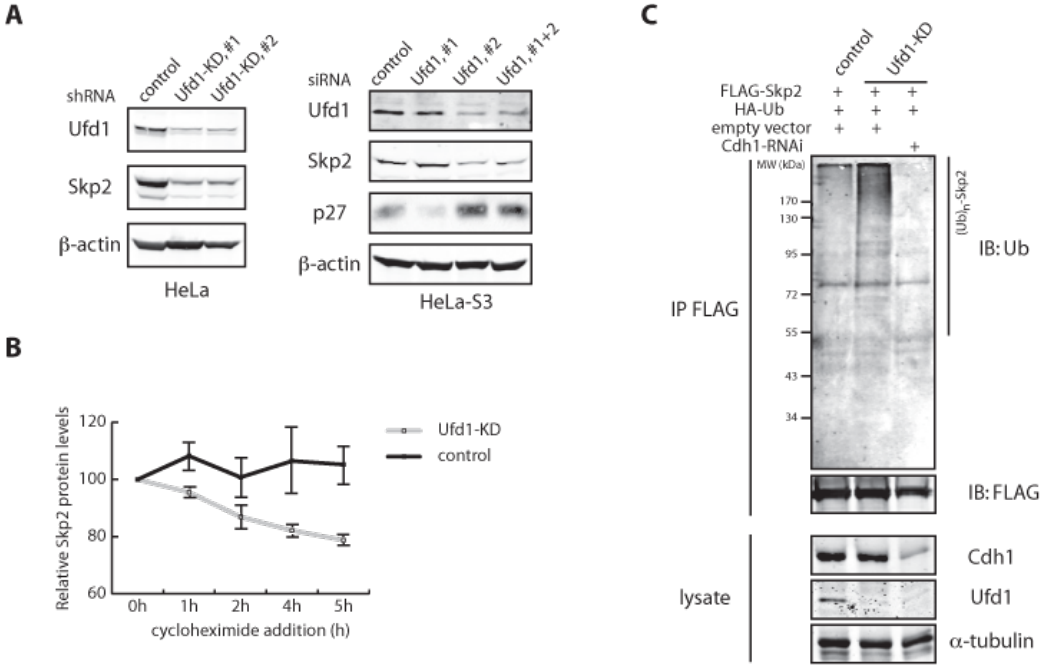 A
shRNA
control
Ufd1-KD, #1
Ufd1-KD, #2
Ufd1
Skp2
β-actin
HeLa
siRNA
control
Ufd1, #1
Ufd1, #2
Ufd1, #1+2
Ufd1
Skp2
p27
β-actin
HeLa-S3
B
Relative Skp2 protein levels
120
100
80
60
0h 1h 2h 4h 5h
cycloheximide addition (h)
Ufd1-KD
control
C
control
Ufd1-KD
FLAG-Skp2 + + +
HA-Ub + + +
empty vector + +
Cdh1-RNAi +
MW (kDa)
170
130
95
72
55
43
34
IP FLAG
(Ub)n-Skp2
IB: Ub
IB: FLAG
lysate
Cdh1
Ufd1
α-tubulin